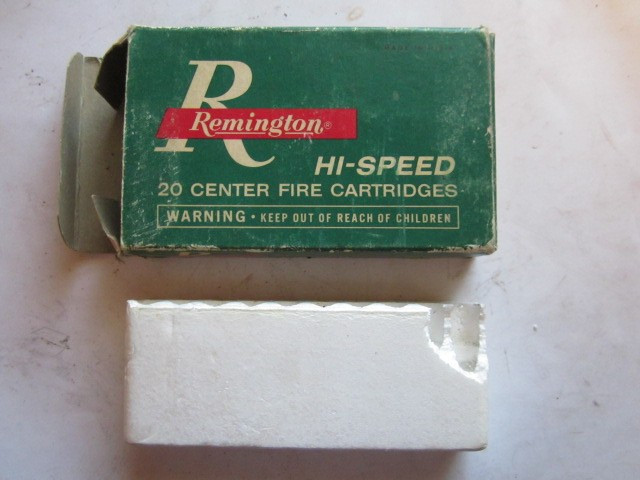 R
Remington®
HI-SPEED
20 CENTER FIRE CARTRIDGES
WARNING • KEEP OUT OF REACH OF CHILDREN